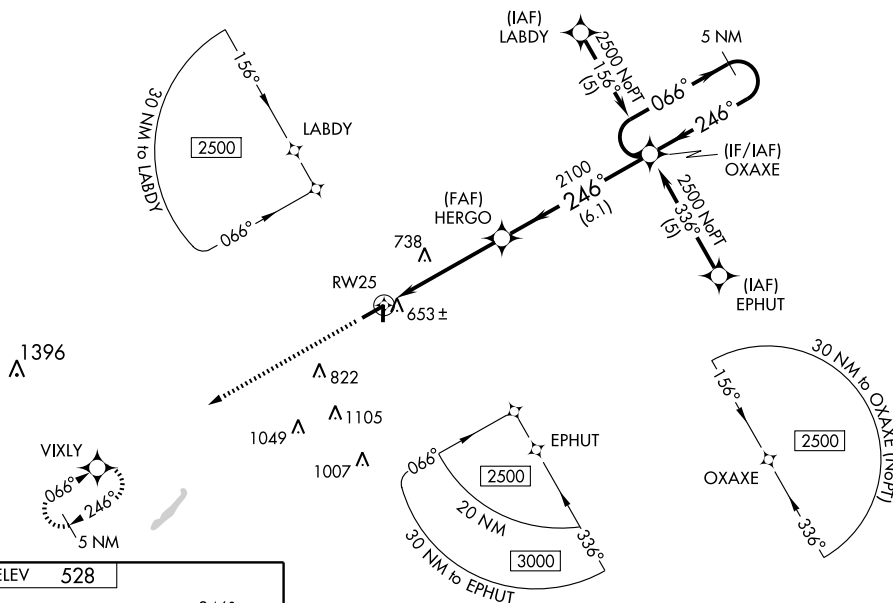 (IAF)
LABDY
2500 NoPT
156°
(5)
5 NM
066°
246°
(IF/IAF)
OXAXE
2100
246°
(6.1)
(FAF)
HERGO
2500 NoPT
336°
(5)
(IAF)
EPHUT
156°
LABDY
2500
30 NM to LABDY
066°
738
RW25
653 ±
1396
822
1105
1049
1007
VIXLY
066°
246°
5 NM
EPHUT
066°
2500
20 NM
336°
3000
30 NM to EPHUT
156°
30 NM to OXAXE (NoPT)
2500
OXAXE
336°
ELEV 528